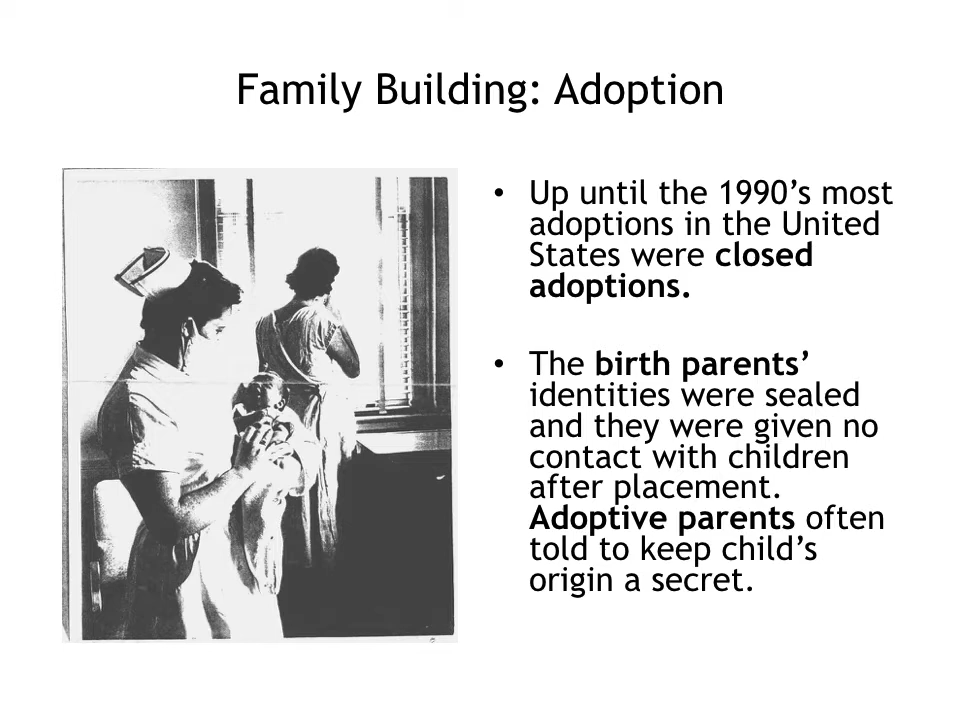 Family Building: Adoption
• Up until the 1990’s most
adoptions in the United
States were closed
adoptions.
• The birth parents’
identities were sealed
and they were given no
contact with children
after placement.
Adoptive parents often
told to keep child’s
origin a secret.